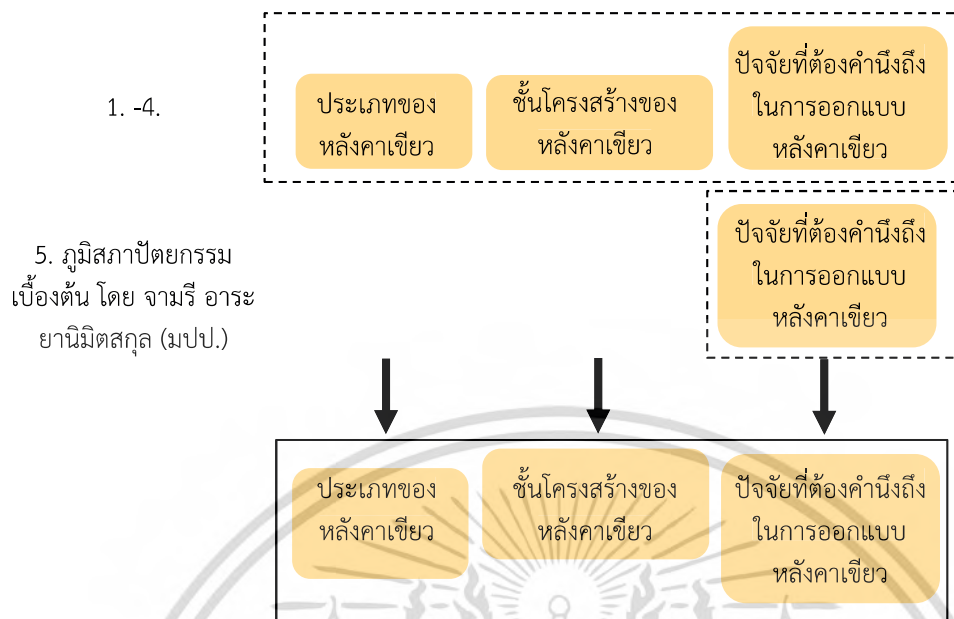 1. -4.
ประเภทของ
หลังคาเขียว
ชั้นโครงสร้างของ
หลังคาเขียว
ปัจจัยที่ต้องคำนึงถึง
ในการออกแบบ
หลังคาเขียว
5. ภูมิสภาปัตยกรรม
เบื้องต้น โดย จามรี อาระ
ยานิมิตสกุล (มปป.)
ปัจจัยที่ต้องคำนึงถึง
ในการออกแบบ
หลังคาเขียว
ประเภทของ
หลังคาเขียว
ชั้นโครงสร้างของ
หลังคาเขียว
ปัจจัยที่ต้องคำนึงถึง
ในการออกแบบ
หลังคาเขียว